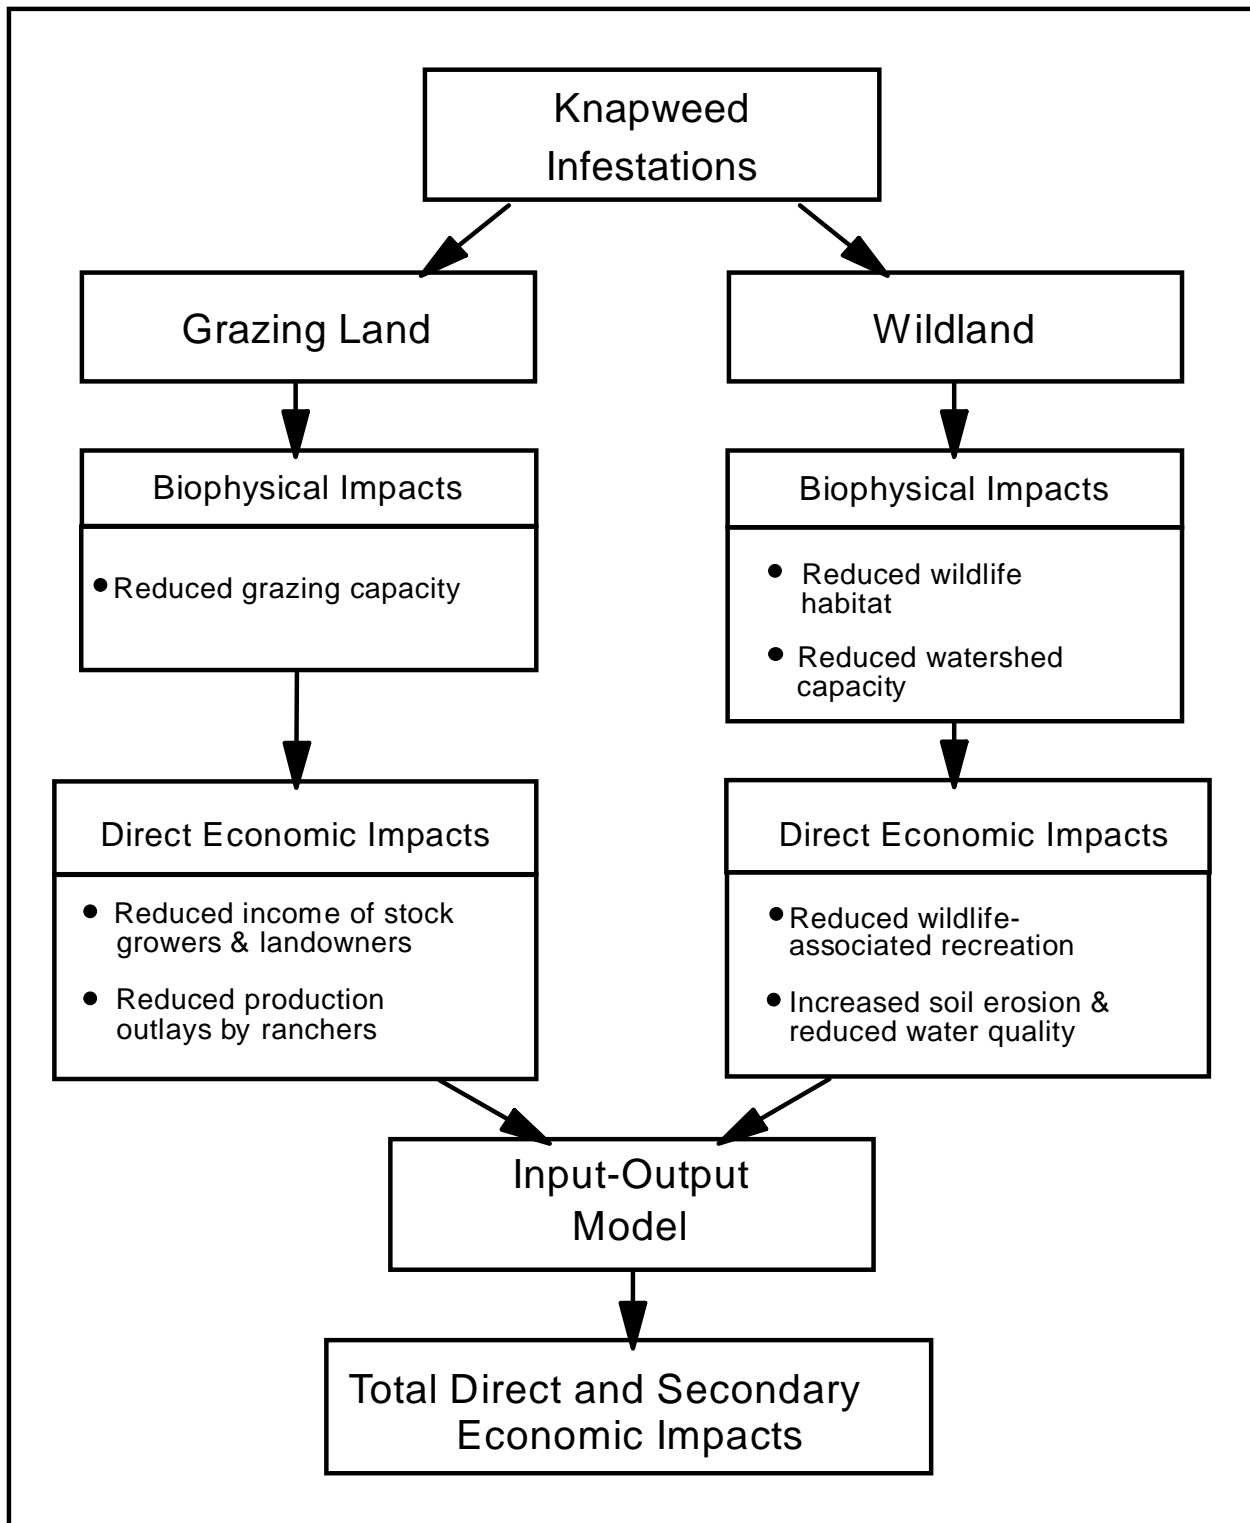 Knapweed
Infestations
Grazing Land
Wildland
Biophysical Impacts
● Reduced grazing capacity
Biophysical Impacts
● Reduced wildlife
habitat
● Reduced watershed
capacity
Direct Economic Impacts
● Reduced income of stock
growers & landowners
● Reduced production
outlays by ranchers
Direct Economic Impacts
● Reduced wildlife-
associated recreation
● Increased soil erosion &
reduced water quality
Input-Output
Model
Total Direct and Secondary
Economic Impacts